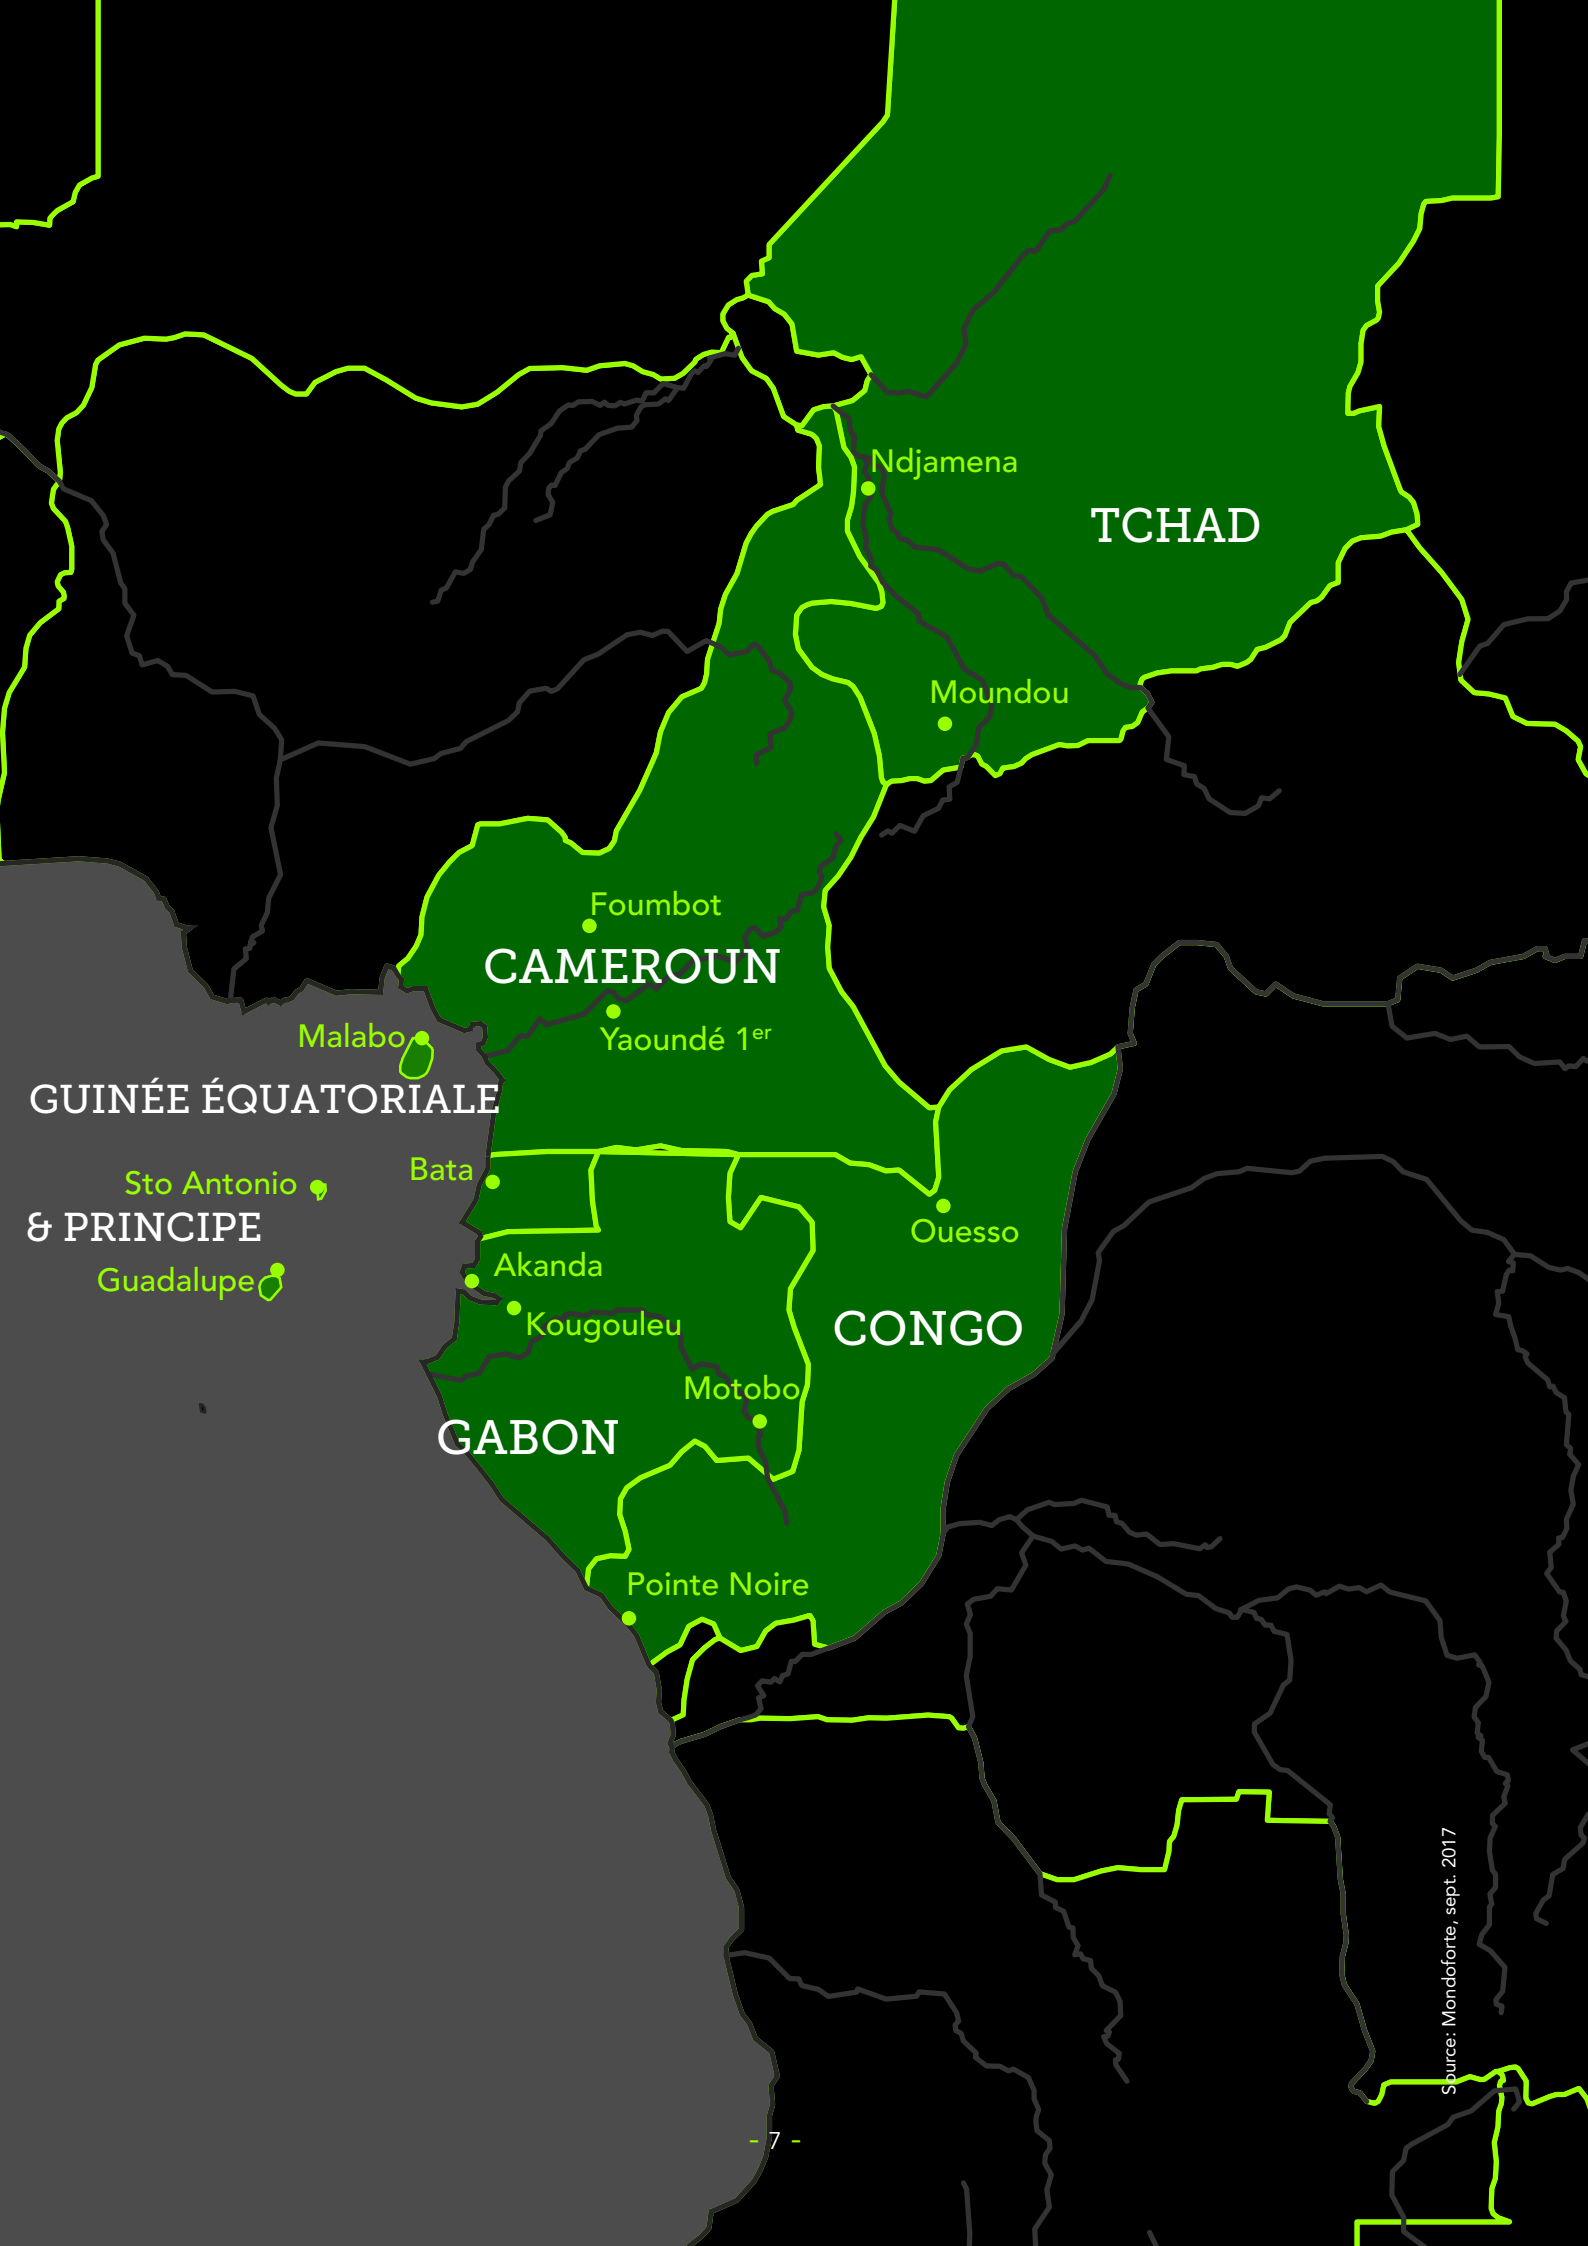 Ndjamena
TCHAD
Moundou
Foumbot
CAMEROUN
Malabo
Yaoundé 1er
GUINÉE ÉQUATORIALE
Bata
Sto Antonio
& PRINCIPE
Ouesso
Akanda
Guadalupe
Kougouleu
CONGO
Motobo
GABON
Pointe Noire
Source: Mondoforte, sept. 2017
- 7 -